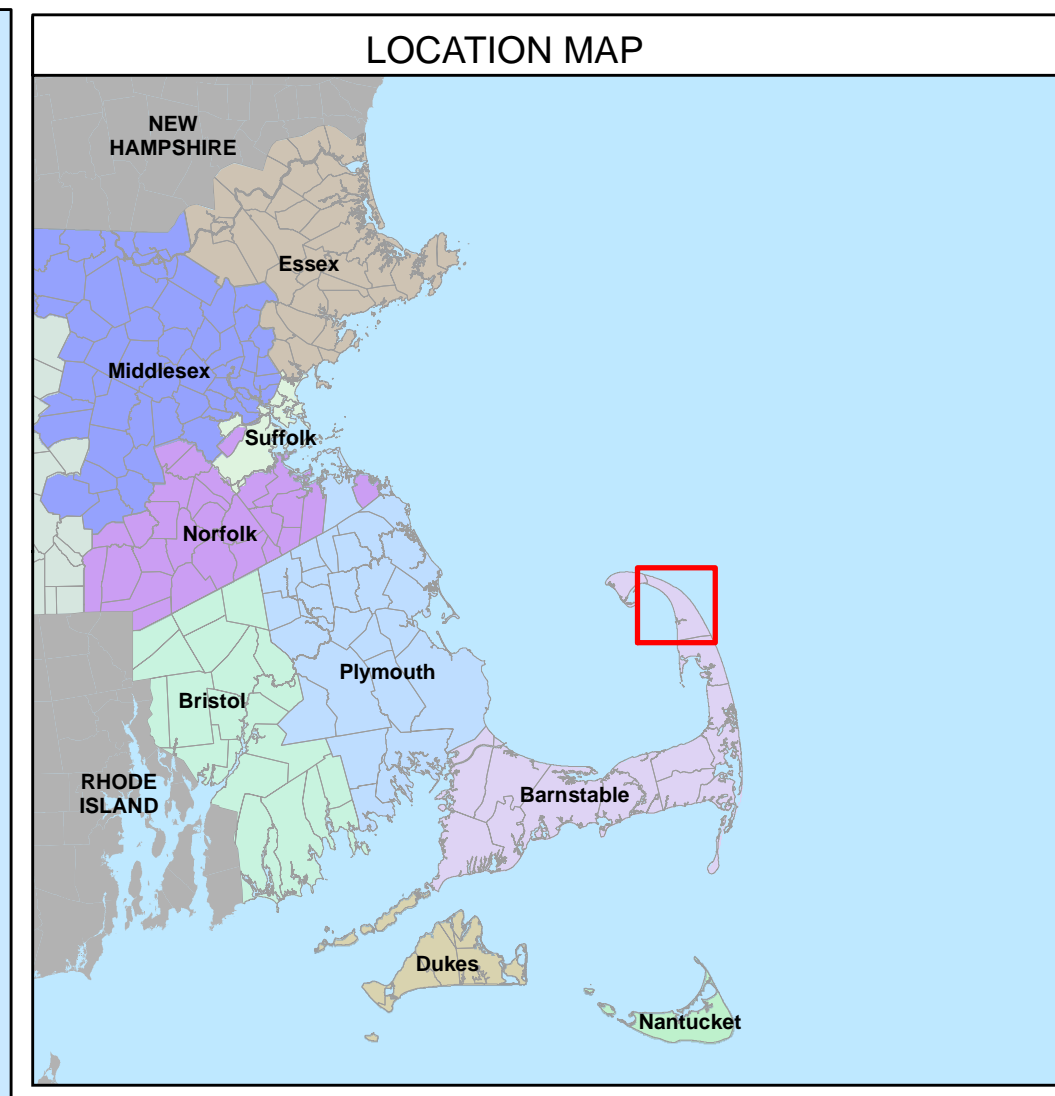 LOCATION MAP
NEW
HAMPSHIRE
Essex
Middlesex
Suffolk
Norfolk
Plymouth
Bristol
RHODE
ISLAND
Barnstable
Dukes
Nantucket